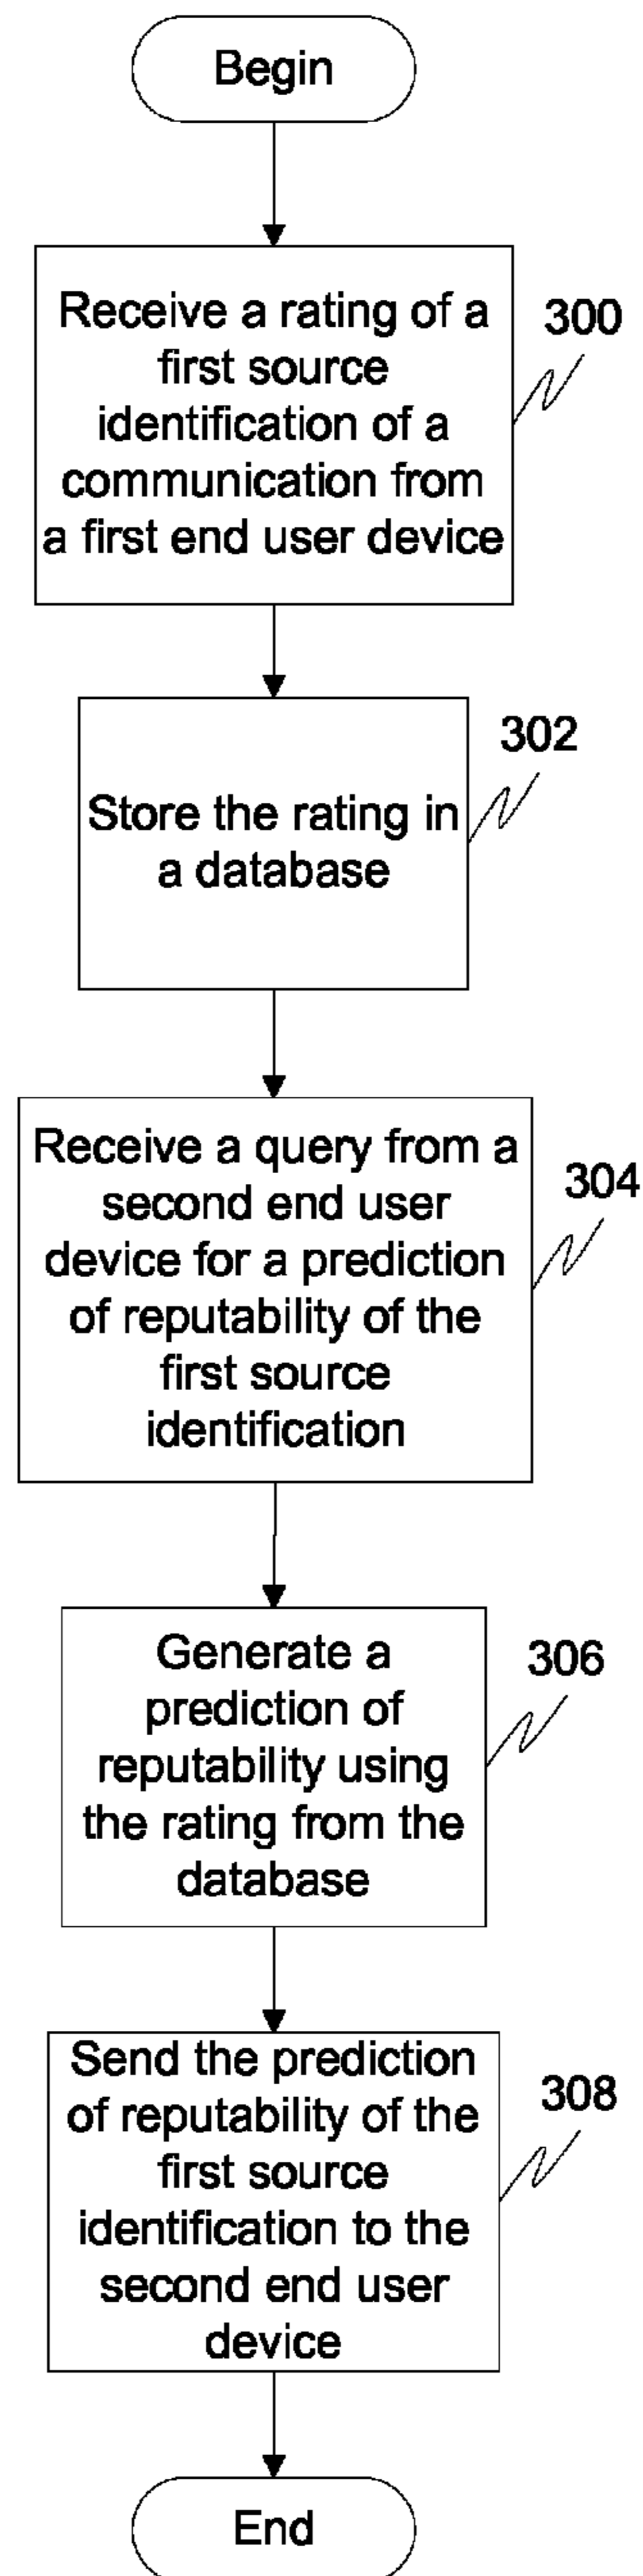 Begin
Receive a rating of a
first source
identification of a
communication from
a first end user device
300
Store the rating in
a database
302
Receive a query from a
second end user
device for a prediction
of reputability of the
first source
identification
304
Generate a
prediction of
reputability using
the rating from the
database
306
Send the prediction
of reputability of the
first source
identification to the
second end user
device
308
End